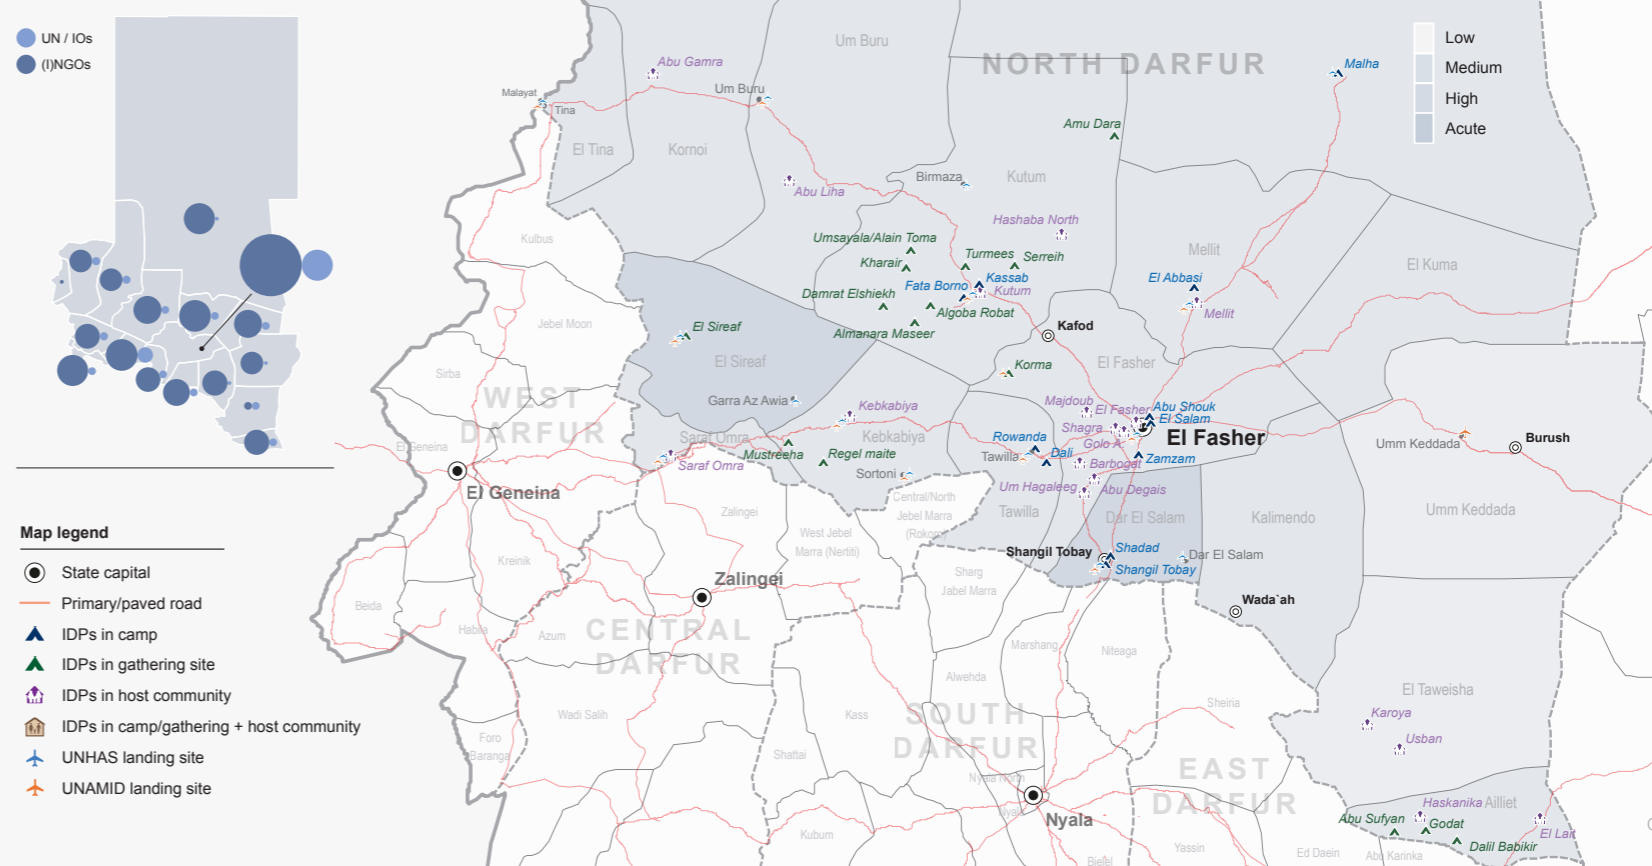 UN / IOs
(I)NGOs
Low
Medium
High
Acute
Map legend
State capital
Primary/paved road
IDPs in camp
IDPs in gathering site
IDPs in host community
IDPs in camp/gathering + host community
UNHAS landing site
UNAMID landing site
Um Buru
NORTH DARFUR
Abu Gamra
Malha
Malayat
Tina
Um Buru
Amu Dara
El Tina
Kornoi
Birmaza
Kutum
Abu Liha
Hashaba North
Kulbus
Umsayala/Alain Toma
Turmees
Serreih
Mellit
Kharair
El Kuma
Fata Borno
Kassab
Kutum
El Abbasi
Damrat Elshiekh
Algoba Robat
Mellit
Jebel Moon
El Sireaf
Almanara Maseer
Kafod
El Sireaf
Korma
El Fasher
Sirba
WEST
DARFUR
Garra Az Awia
Kebkabiya
Majdoub
El Fasher
Abu Shouk
El Salam
Shagra
Golo A
El Fasher
El Geneina
Saraf Omra
Kebkabiya
Rowanda
Umm Keddada
Burush
Mustreeha
Regel maite
Tawilla
Dali
Zamzam
Saraf Omra
Barbogat
Sortoni
El Geneina
Um Hagaleeg
Abu Degais
Central/North
Jebel Marra
(Rokoro)
Zalingei
Tawilla
Dar El Salam
Kalimendo
Umm Keddada
West Jebel
Marra (Nertiti)
Kreinik
Shangil Tobay
Shadad
Dar El Salam
Shangil Tobay
Sharg
Jabel Marra
Zalingei
Beida
Wada`ah
Habila
Azum
CENTRAL
DARFUR
Marshang
Niteaga
Alwehda
El Taweisha
Wadi Salih
Kass
SOUTH
DARFUR
Sheiria
Karoya
Usban
Foro
Baranga
Shattai
Nyala North
EAST
DARFUR
Nyala
Nyala
Haskanika
Ailliet
Abu Sufyan
Godat
El Lait
Kubum
Dalil Babikir
Yassin
Ed Daein
Abu Karinka
Bielel